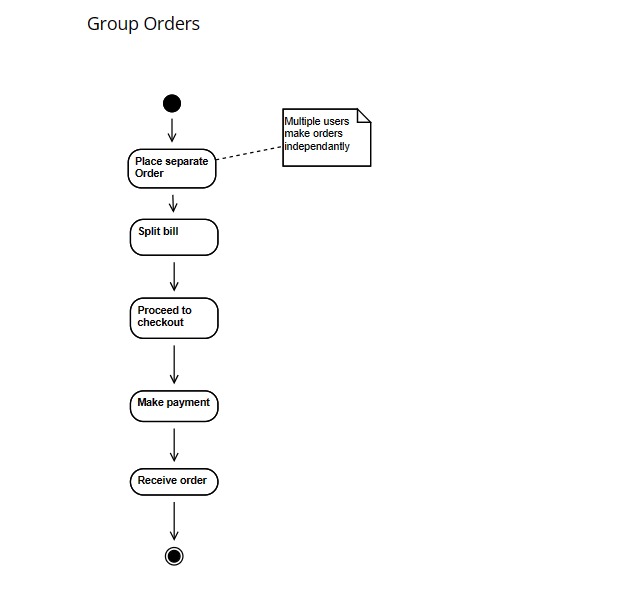 Group Orders
Multiple users
make orders
independantly
Place separate
Order
Split bill
Proceed to
checkout
Make payment
Receive order